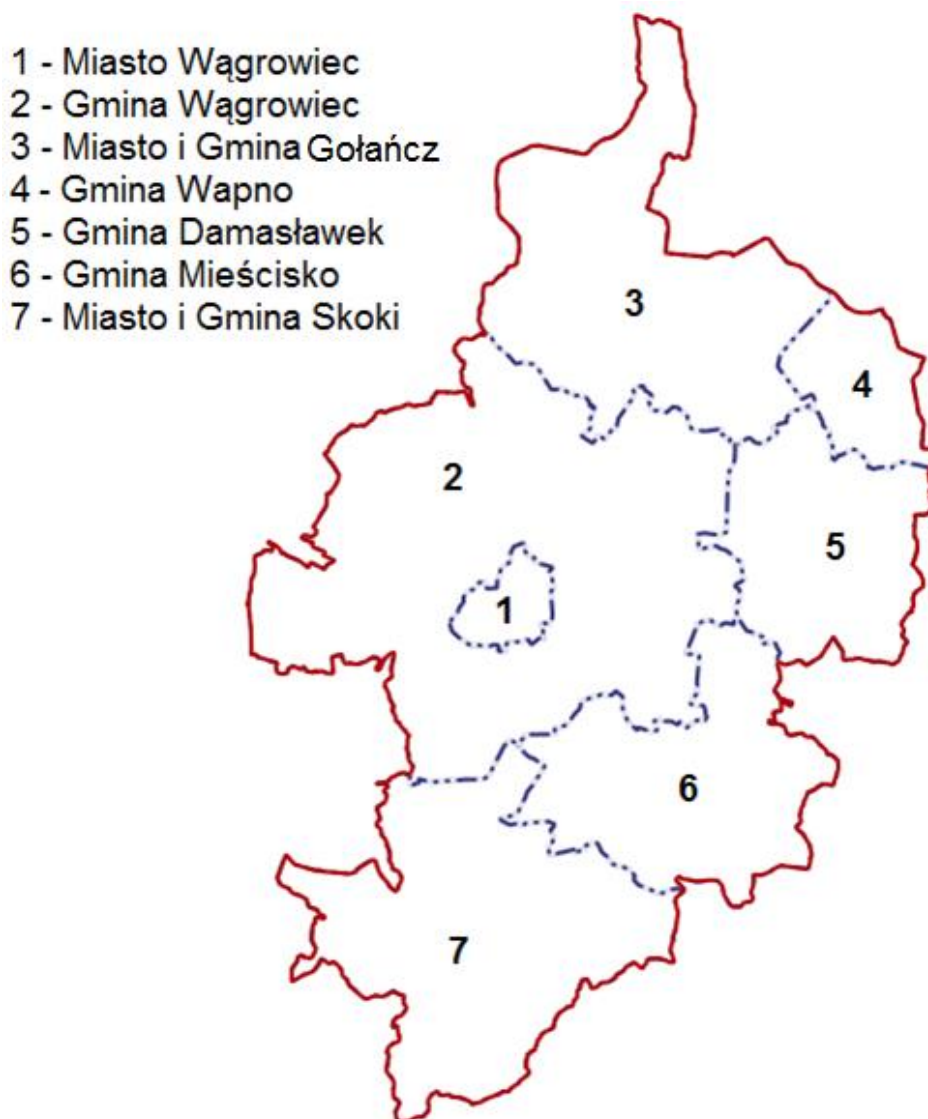 1 - Miasto Wągrowiec
2 - Gmina Wągrowiec
3 - Miasto i Gmina Gołańcz
4 - Gmina Wapno
5 - Gmina Damasławek
6 - Gmina Mieścisko
7 - Miasto i Gmina Skoki
3
4
2
5
1
6
7